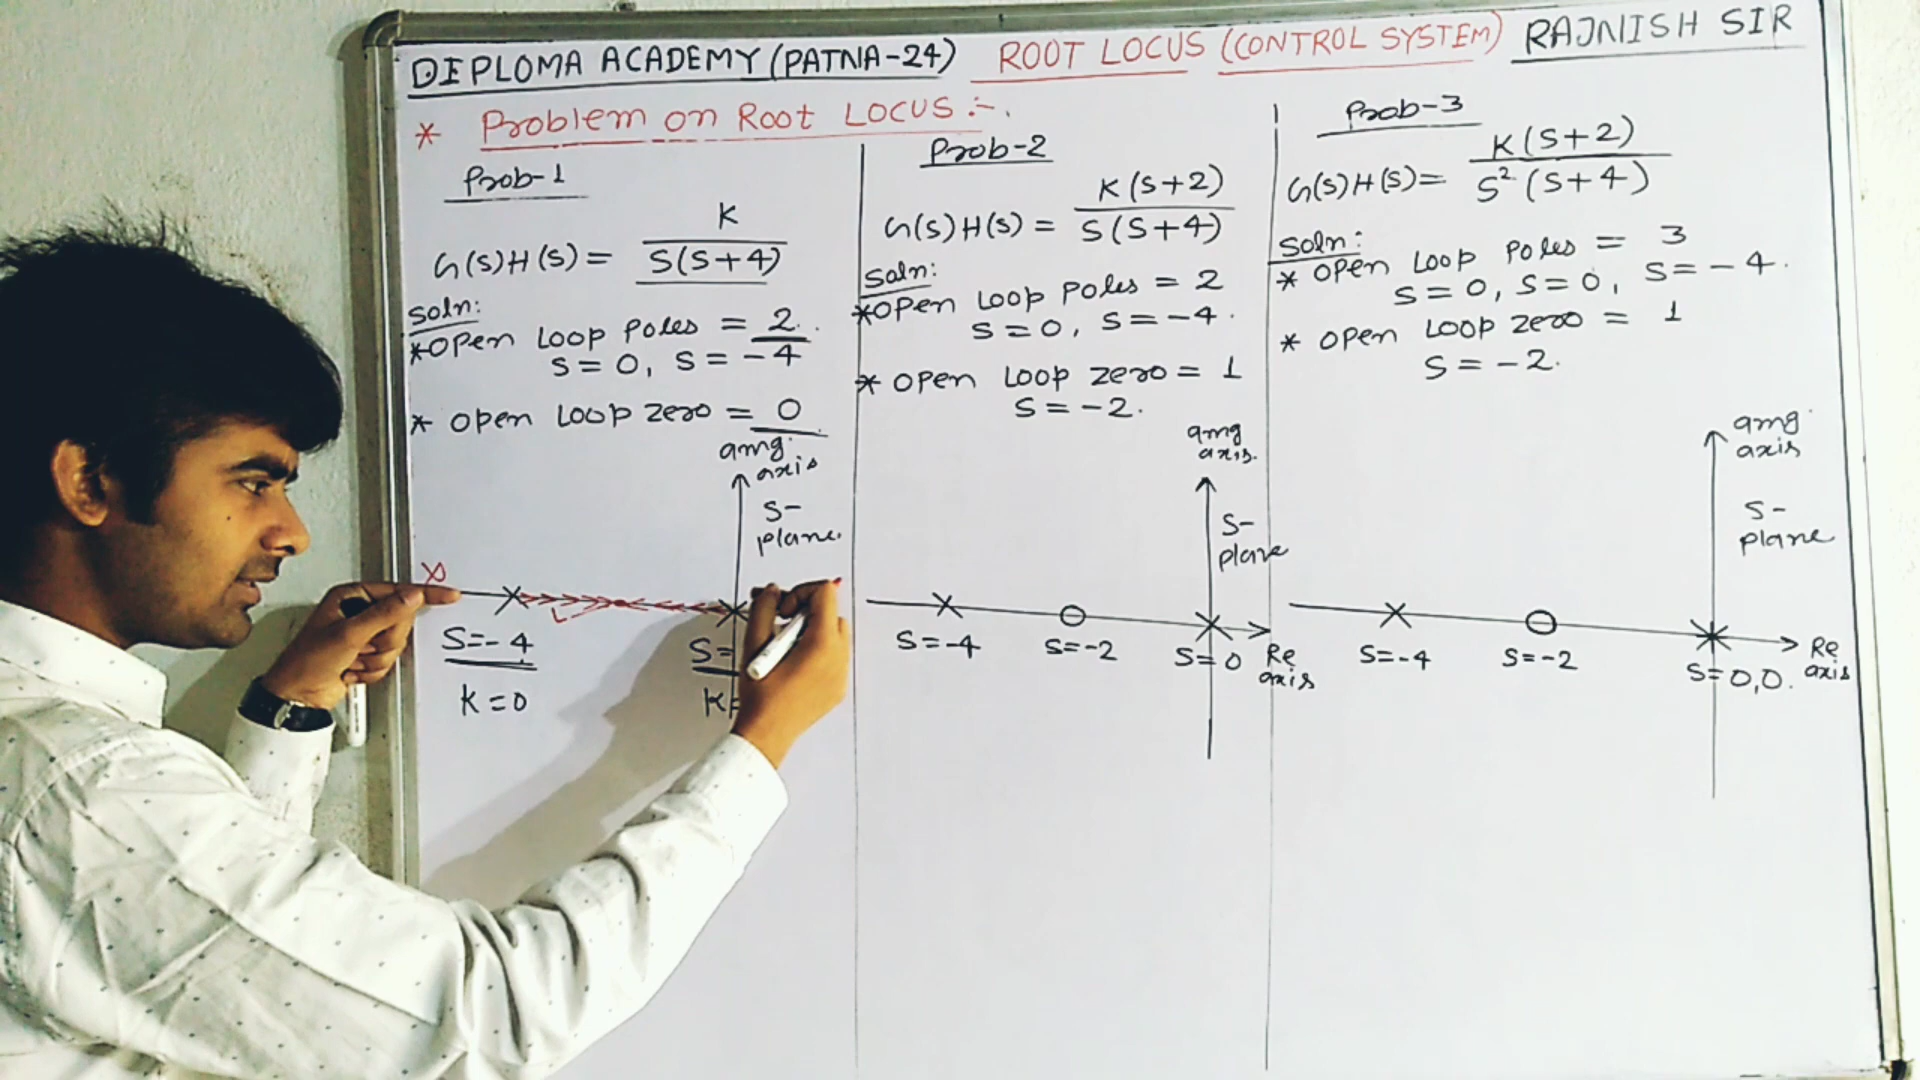 DIPLOMA ACADEMY (PATNA-24) ROOT LOCUS (CONTROL SYSTEM) RAJNISH SIR
* Problem on Root LOCUS :-.
Prob-1
G(S)H(S) = K / S(S+4)
Soln:
*OPen Loop Poles = 2.
S=0, S=-4
* Open Loop zero = 0
amg.
axis
S-
plane.
S=-4
S=
K=0
K=
Prob-2
G(S)H(S) = K(S+2) / S(S+4)
Soln:
*OPen Loop Poles = 2
S=0, S=-4.
* OPen Loop zero = 1
S=-2.
amg
axis.
S-
plane
S=-4 S=-2 S=0 Re
axis
Prob-3
G(S)H(S) = K(S+2) / S² (S+4)
Soln:
* OPen Loop Poles = 3
S=0, S=0, S=-4.
* OPen Loop zero = 1
S=-2.
amg.
axis
S-
plane
S=-4 S=-2 S=0,0. Re
axis